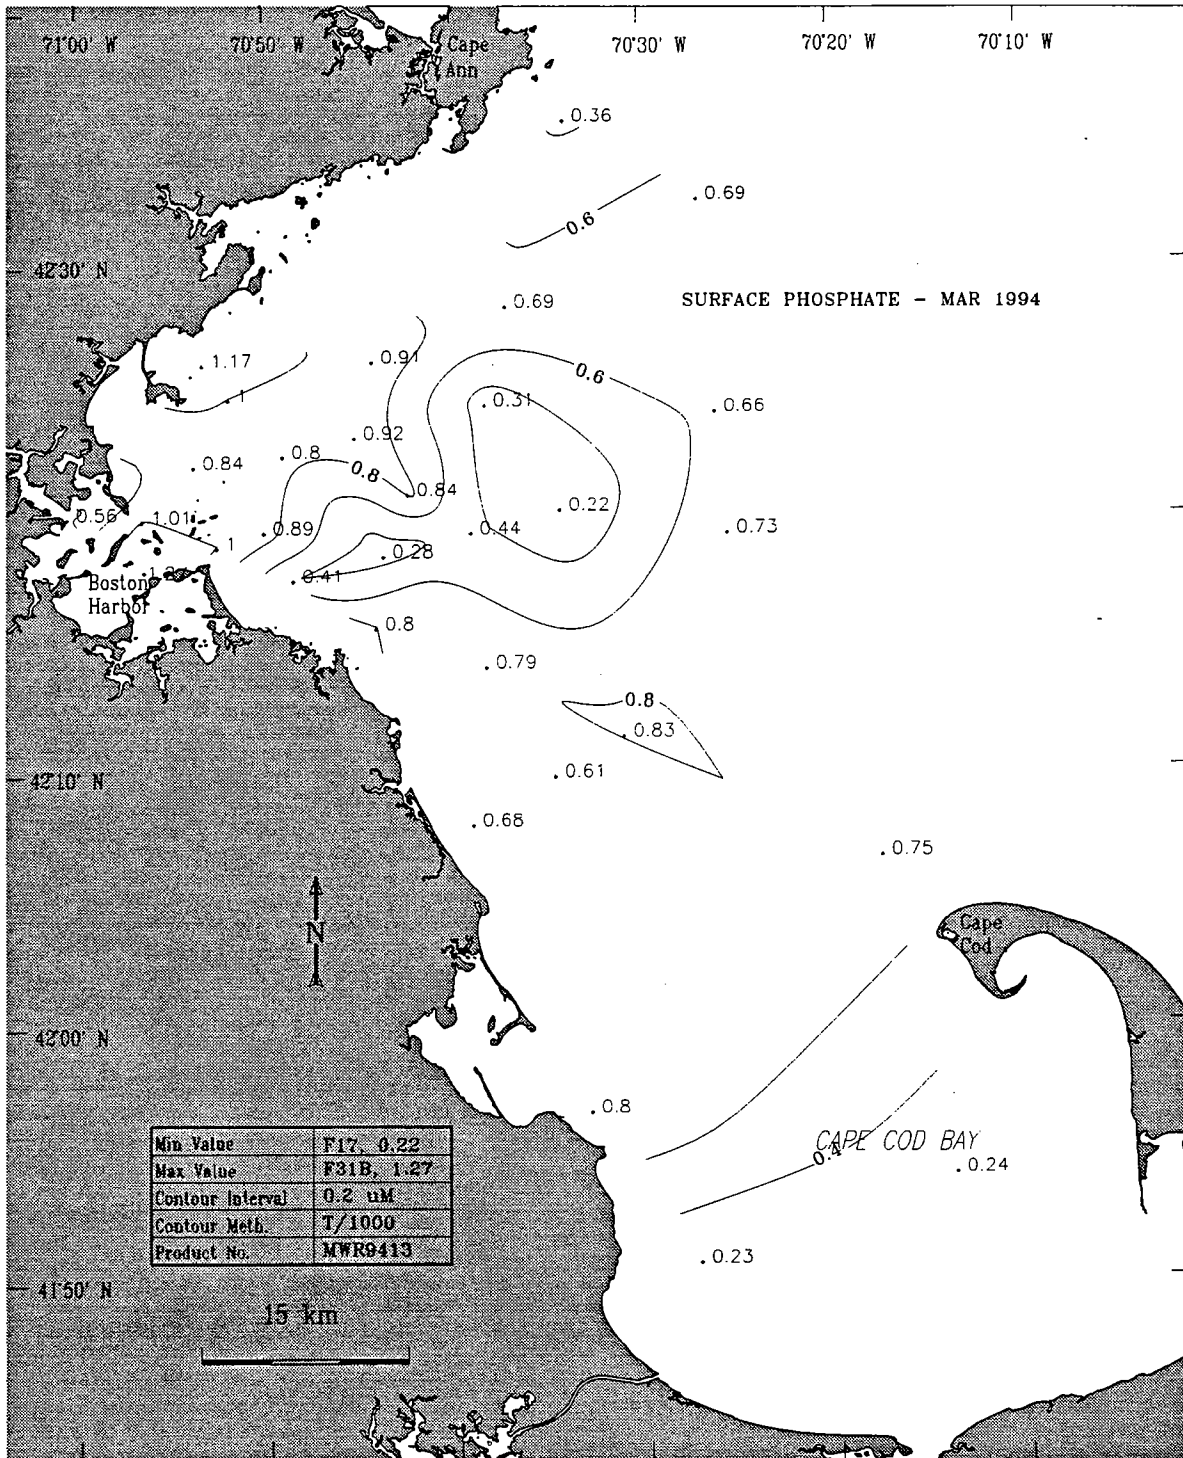 71°00' W
70°50' W
70°30' W
70°20' W
70°10' W
Cape
Ann
0.36
0.69
0.6
42°30' N
0.69
SURFACE PHOSPHATE - MAR 1994
1.17
0.91
0.6
1
0.31
0.66
0.92
0.8
0.84
0.8
0.84
0.22
0.56
1.01
0.89
0.44
0.73
1
0.28
0.41
Boston
Harbor
0.8
0.79
0.8
0.83
0.61
42°10' N
0.68
0.75
N
Cape
Cod
42°00' N
0.8
CAPE COD BAY
0.4
0.24
Min Value F17, 0.22
Max Value F31B, 1.27
Contour Interval 0.2 uM
Contour Meth. T/1000
Product No. MWR9413
0.23
41°50' N
15 km